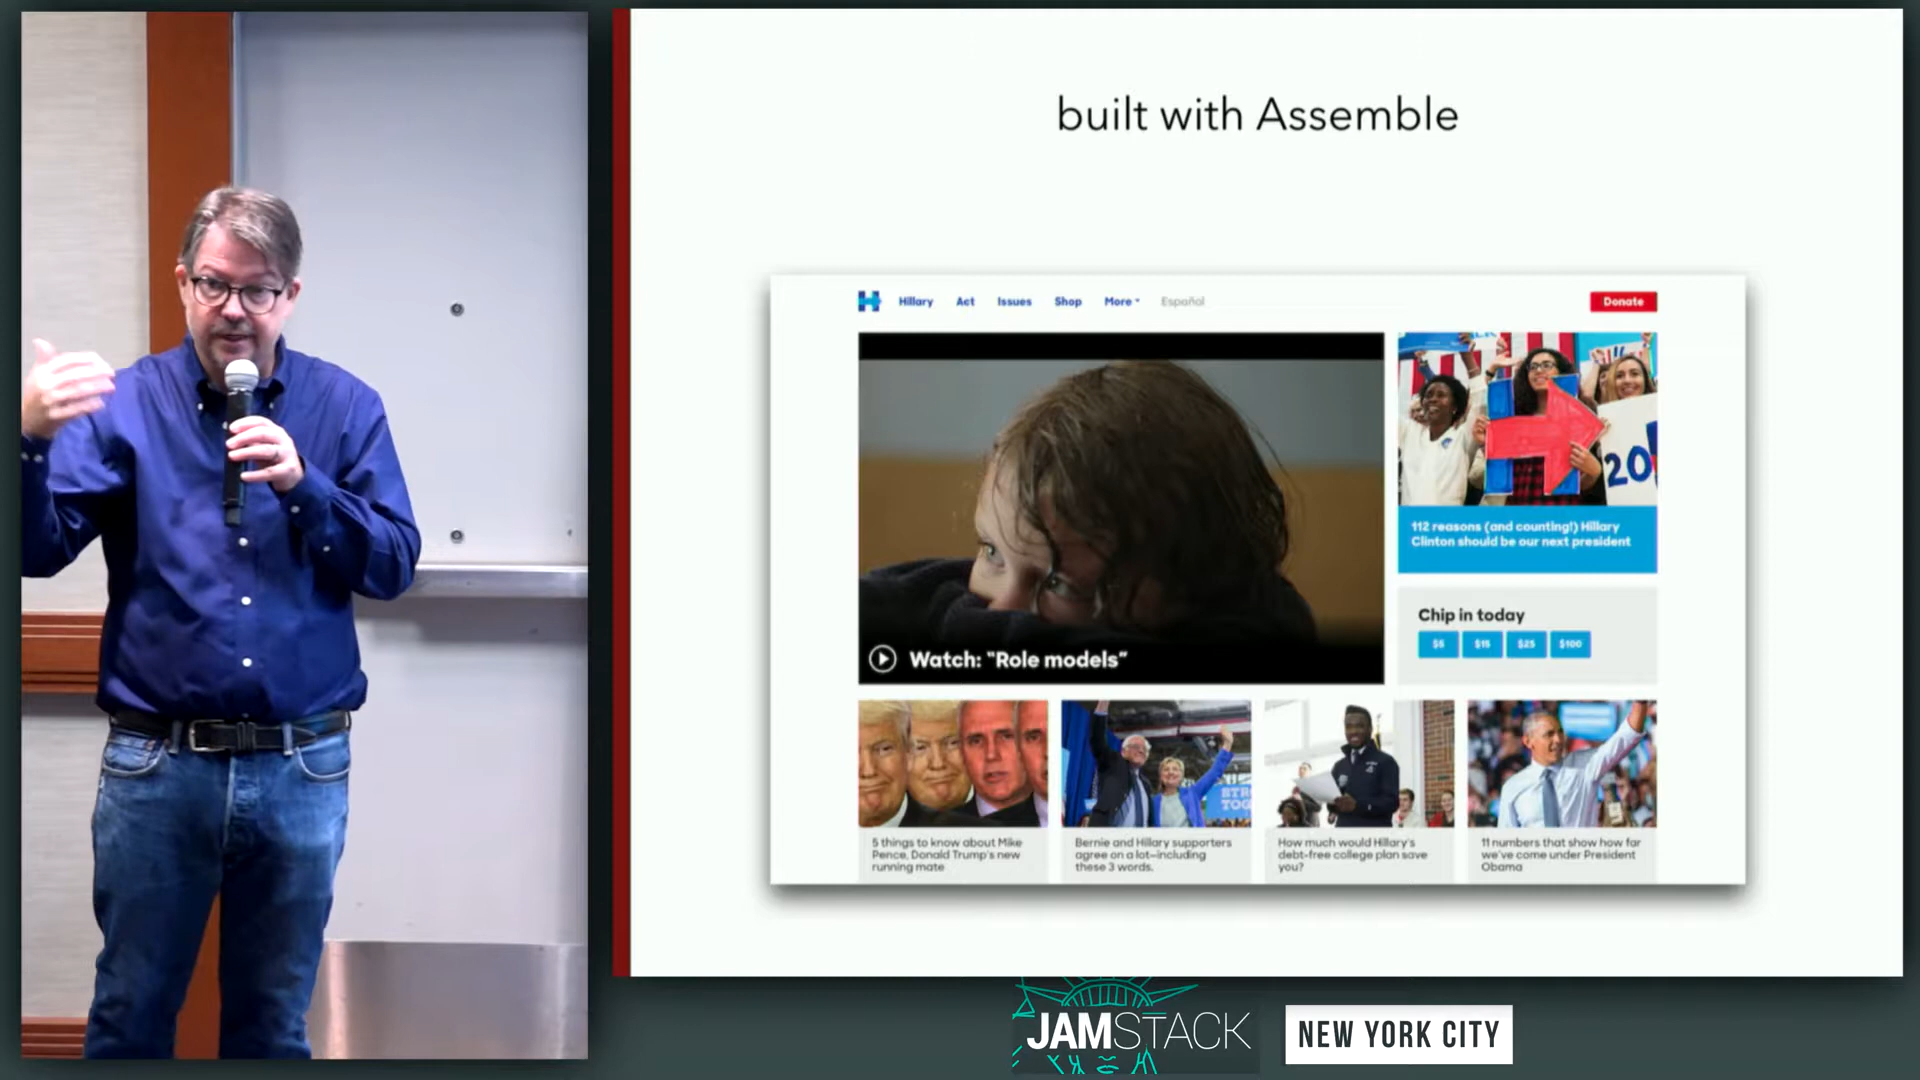 built with Assemble
Hillary Act Issues Shop More Español
Donate
Watch: "Role models"
20
112 reasons (and counting!) Hillary
Clinton should be our next president
Chip in today
$5 $15 $25 $100
STR
TOG
5 things to know about Mike
Pence, Donald Trump's new
running mate
Bernie and Hillary supporters
agree on a lot—including
these 3 words.
How much would Hillary's
debt-free college plan save
you?
11 numbers that show how far
we've come under President
Obama
JAMSTACK
NEW YORK CITY